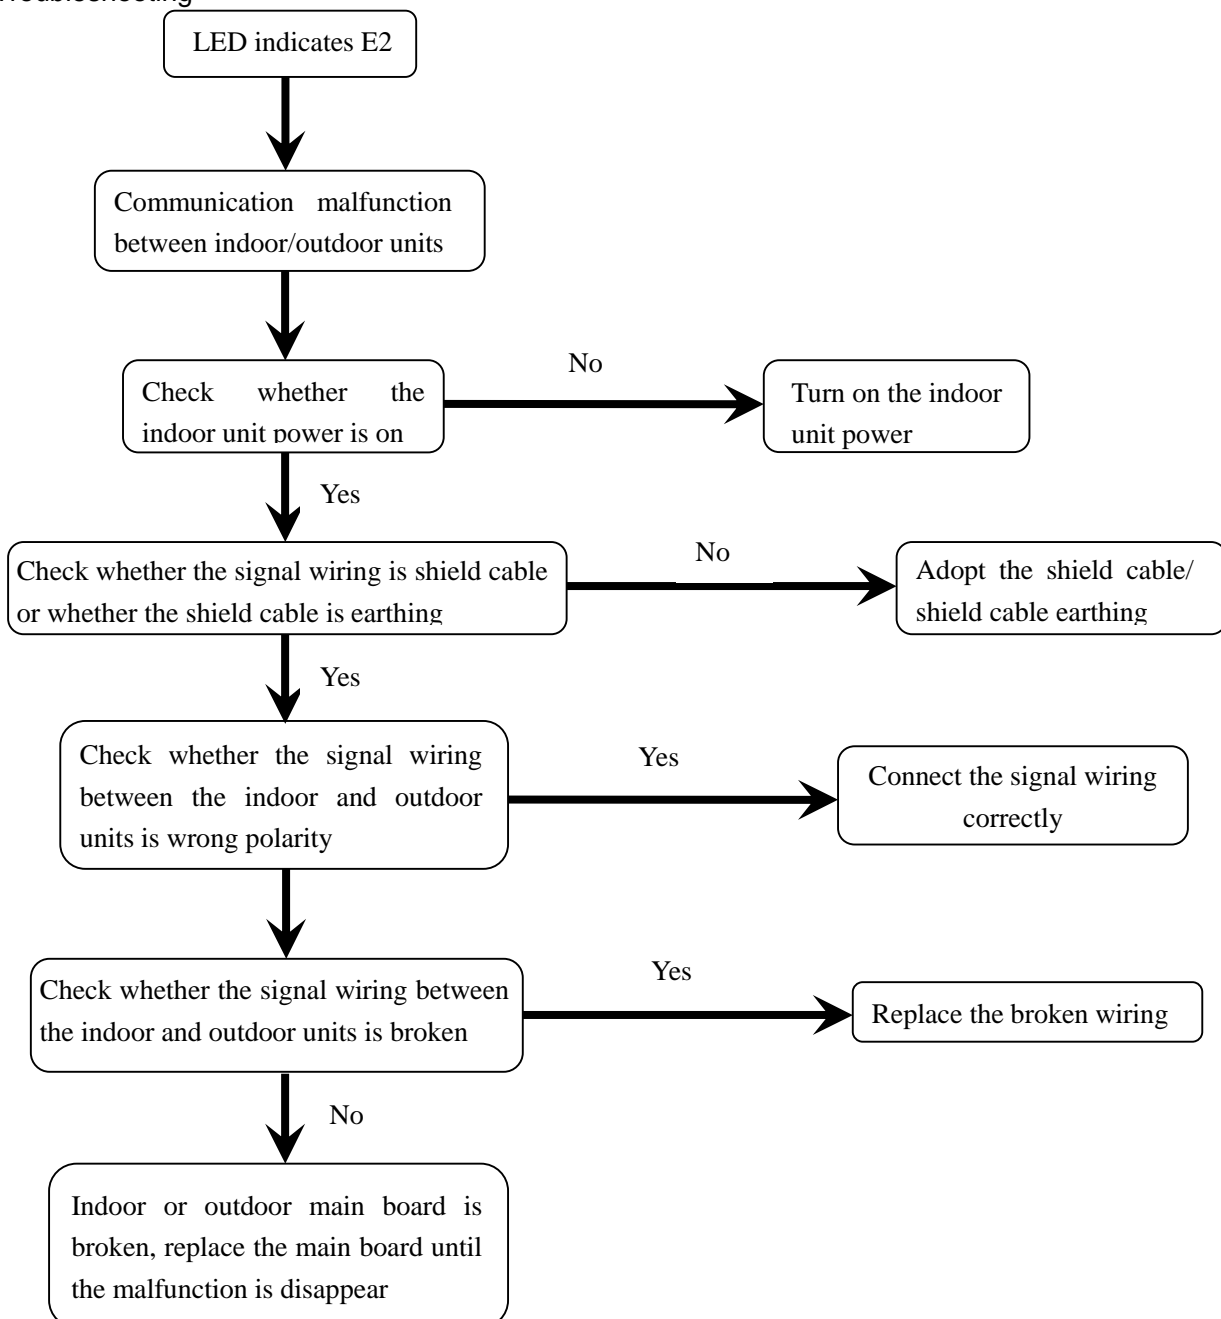 Troubleshooting
LED indicates E2
Communication malfunction
between indoor/outdoor units
No
Check whether the
indoor unit power is on
Turn on the indoor
unit power
Yes
No
Check whether the signal wiring is shield cable
or whether the shield cable is earthing
Adopt the shield cable/
shield cable earthing
Yes
Check whether the signal wiring
between the indoor and outdoor
units is wrong polarity
Yes
Connect the signal wiring
correctly
Yes
Check whether the signal wiring between
the indoor and outdoor units is broken
Replace the broken wiring
No
Indoor or outdoor main board is
broken, replace the main board until
the malfunction is disappear